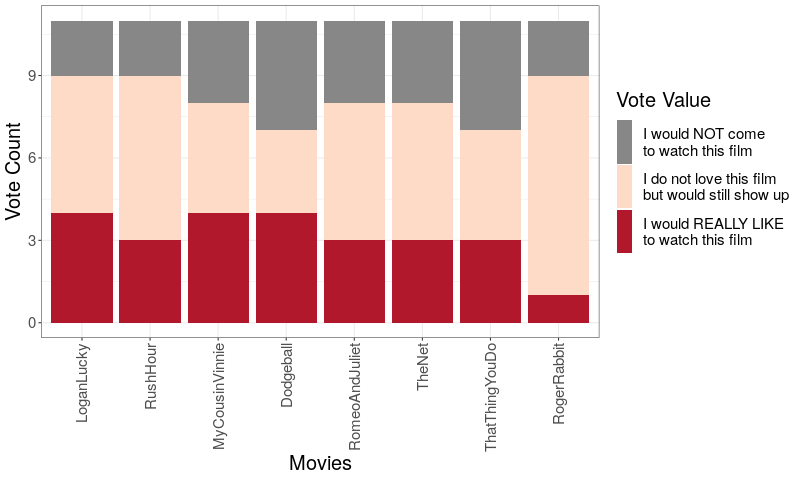 Vote Count
9
6
3
0
LoganLucky
RushHour
MyCousinVinnie
Dodgeball
RomeoAndJuliet
TheNet
ThatThingYouDo
RogerRabbit
Movies
Vote Value
I would NOT come
to watch this film
I do not love this film
but would still show up
I would REALLY LIKE
to watch this film